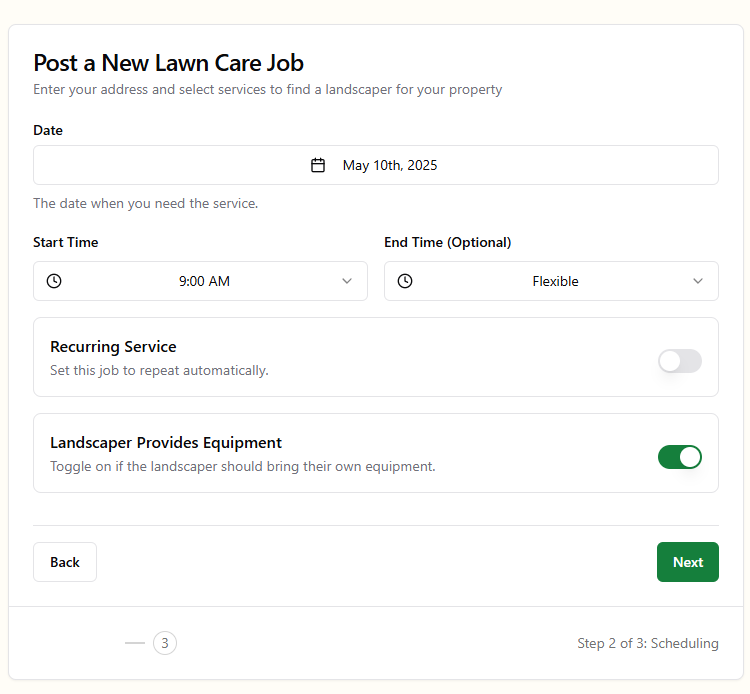 Post a New Lawn Care Job
Enter your address and select services to find a landscaper for your property
Date
May 10th, 2025
The date when you need the service.
Start Time
End Time (Optional)
9:00 AM
Flexible
Recurring Service
Set this job to repeat automatically.
Landscaper Provides Equipment
Toggle on if the landscaper should bring their own equipment.
Back
Next
3
Step 2 of 3: Scheduling